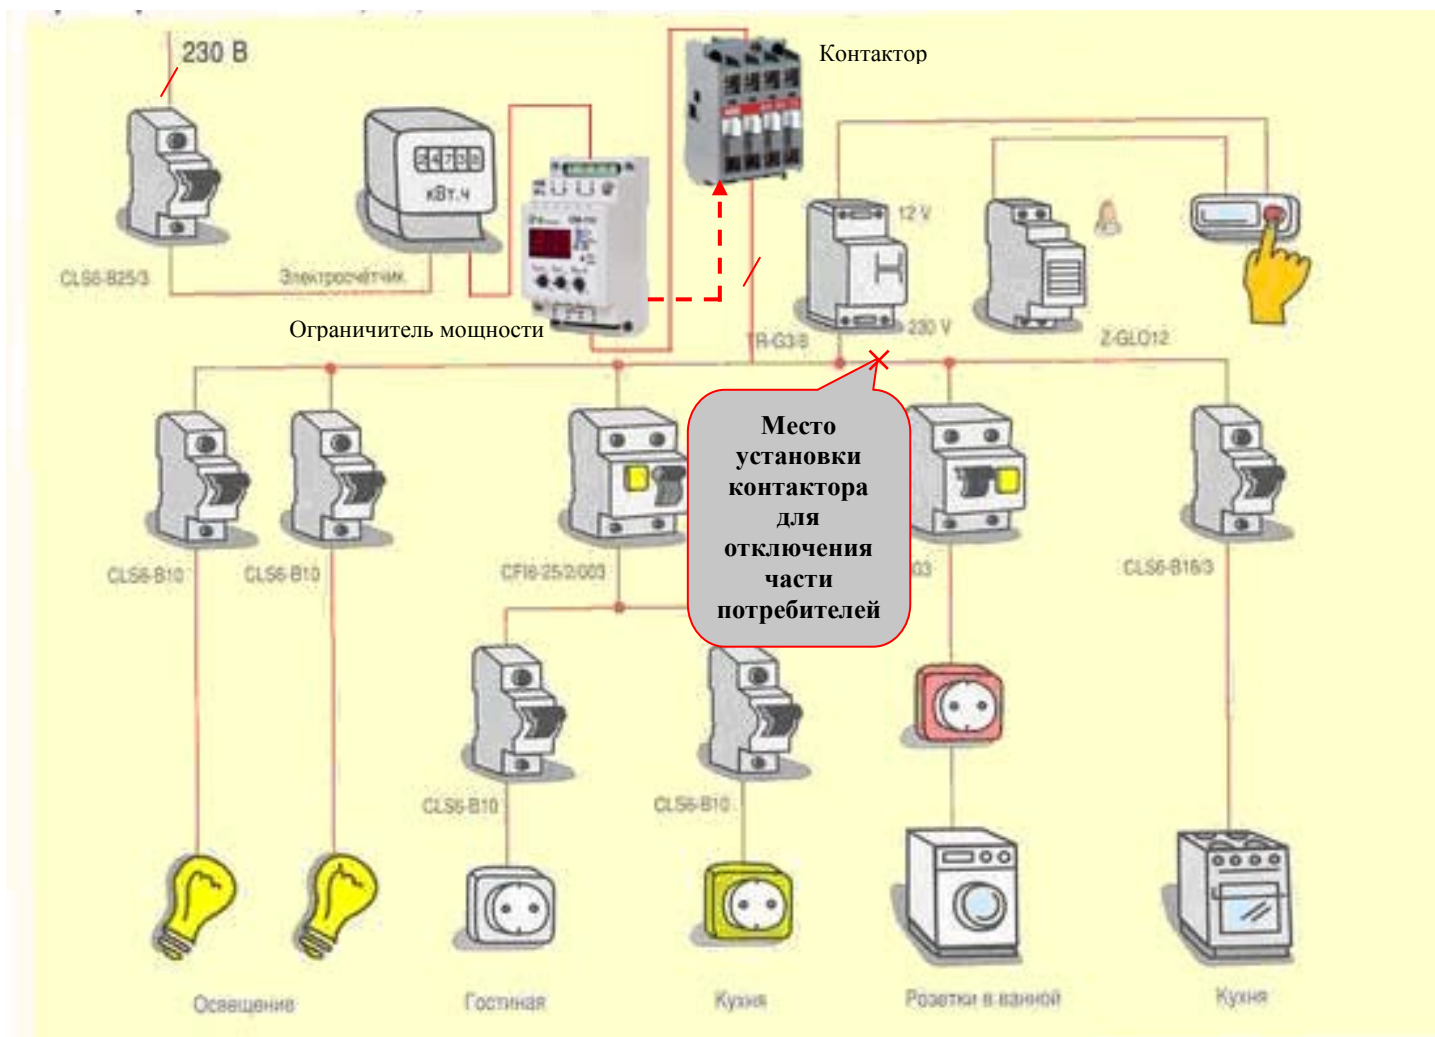 230 В
Контактор
24738
кВт.ч
12 V
CLS6-B25/3
Электросчётчик
Ограничитель мощности
230 V
TR-G3/8
Z-GLO12
Место
установки
контактора
для
отключения
части
потребителей
CLS6-B10
CLS6-B10
CFI6-25/2/003
03
CLS6-B16/3
CLS6-B10
CLS6-B10
Освещение
Гостиная
Кухня
Розетки в ванной
Кухня